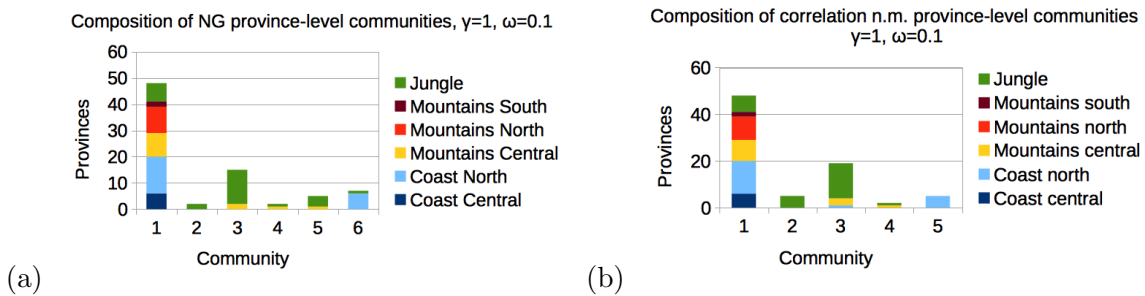 Composition of NG province-level communities, γ=1, ω=0.1
60
50
40
30
20
10
0
Provinces
1 2 3 4 5 6
Community
Jungle
Mountains South
Mountains North
Mountains Central
Coast North
Coast Central
(a)
Composition of correlation n.m. province-level communities
γ=1, ω=0.1
60
40
20
0
Provinces
1 2 3 4 5
Community
Jungle
Mountains south
Mountains north
Mountains central
Coast north
Coast central
(b)